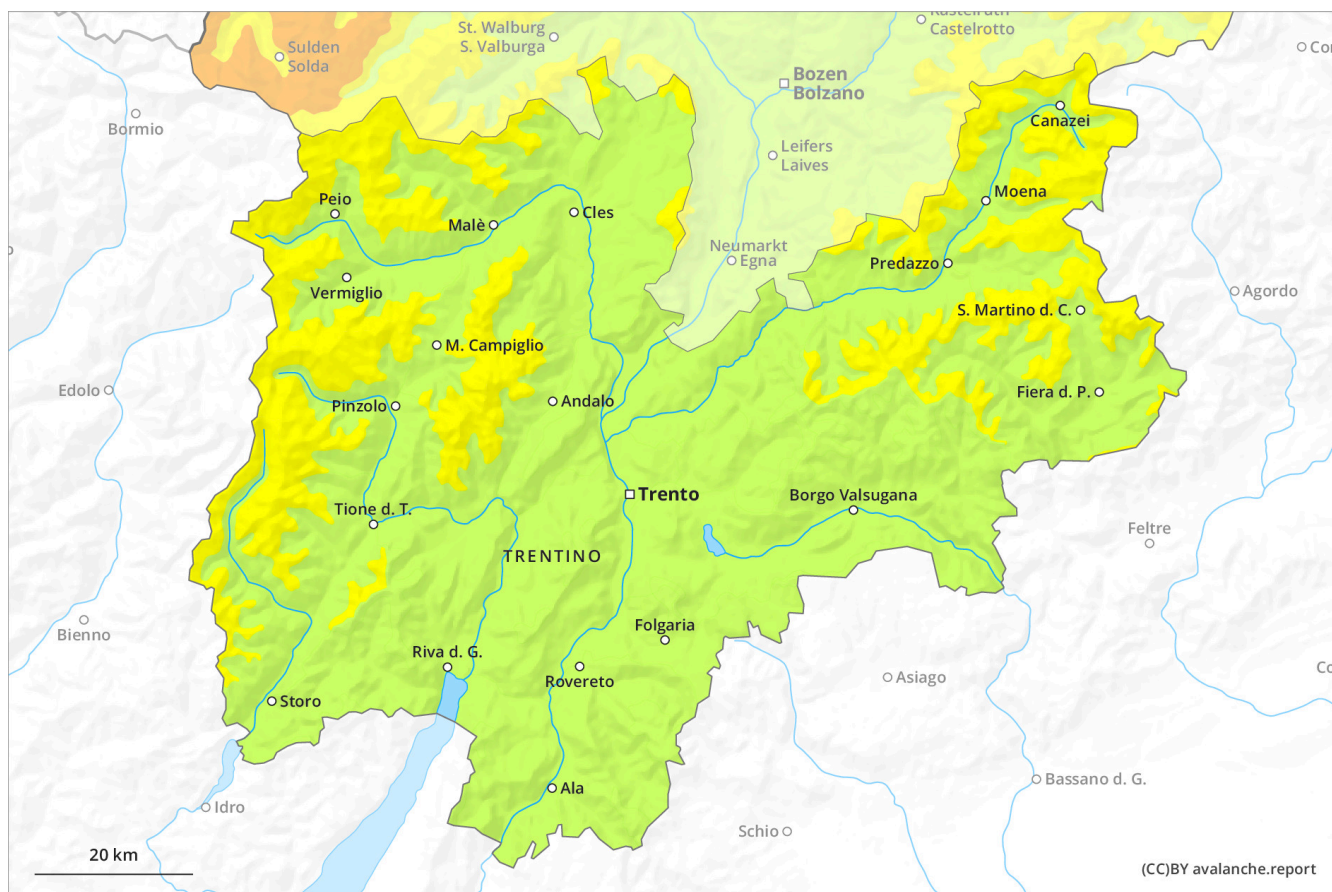 Kastelruth
Castelrotto
St. Walburg
S. Valburga
Sulden
Solda
Bozen
Bolzano
Bormio
Canazei
Leifers
Laives
Peio
Moena
Malè
Cles
Neumarkt
Egna
Predazzo
Vermiglio
Agordo
S. Martino d. C.
M. Campiglio
Edolo
Pinzolo
Andalo
Fiera d. P.
Trento
Borgo Valsugana
Tione d. T.
Feltre
TRENTINO
Bienno
Folgaria
Riva d. G.
Rovereto
Asiago
Storo
Bassano d. G.
Ala
Idro
Schio
20 km
(CC)BY avalanche.report